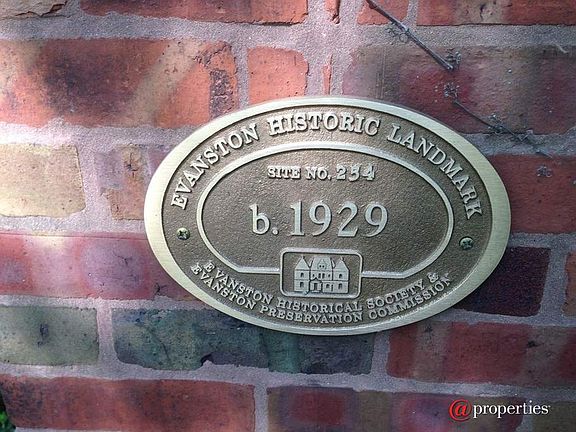 EVANSTON HISTORIC LANDMARK
SITE NO. 254
b. 1929
EVANSTON HISTORICAL SOCIETY &
EVANSTON PRESERVATION COMMISSION
@properties